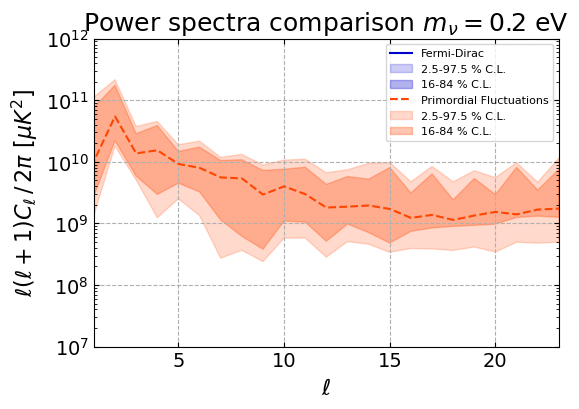 Power spectra comparison $m_\nu = 0.2$ eV
$\ell(\ell+1)C_\ell / 2\pi$ $[\mu K^2]$
$10^{12}$
$10^{11}$
$10^{10}$
$10^{9}$
$10^{8}$
$10^{7}$
Fermi-Dirac
2.5-97.5 % C.L.
16-84 % C.L.
Primordial Fluctuations
2.5-97.5 % C.L.
16-84 % C.L.
5 10 15 20
$\ell$